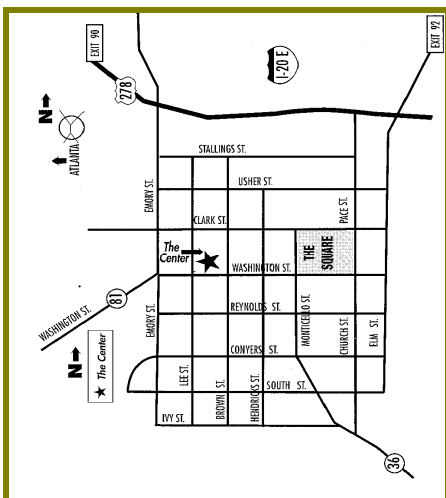 EXIT 90
EXIT 92
278
I-20 E
N
ATLANTA
STALLINGS ST.
USHER ST.
EMORY ST.
CLARK ST.
PACE ST.
The
Center
THE
SQUARE
WASHINGTON ST.
81
WASHINGTON ST.
EMORY ST.
REYNOLDS ST.
MONTICELLO ST.
N
The Center
CONYERS ST.
CHURCH ST.
ELM ST.
LEE ST.
BROWN ST.
HENDRICKS ST.
SOUTH ST.
IVY ST.
36